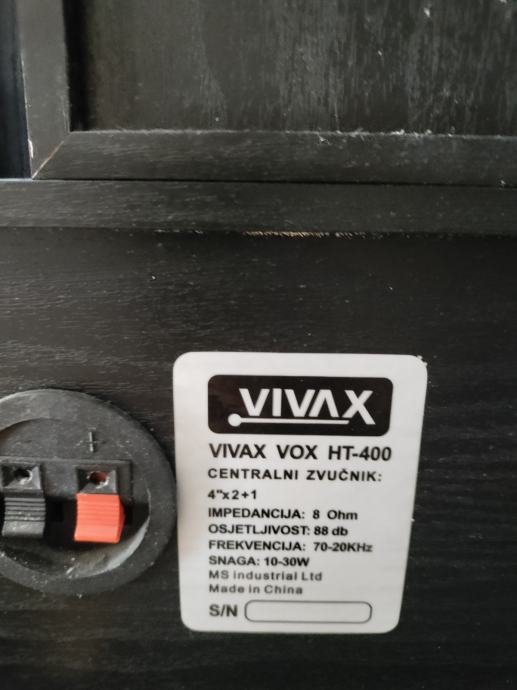 - +
VIVAX
VIVAX VOX HT-400
CENTRALNI ZVUČNIK:
4"x2+1
IMPEDANCIJA: 8 Ohm
OSJETLJIVOST: 88 db
FREKVENCIJA: 70-20KHz
SNAGA: 10-30W
MS industrial Ltd
Made in China
S/N